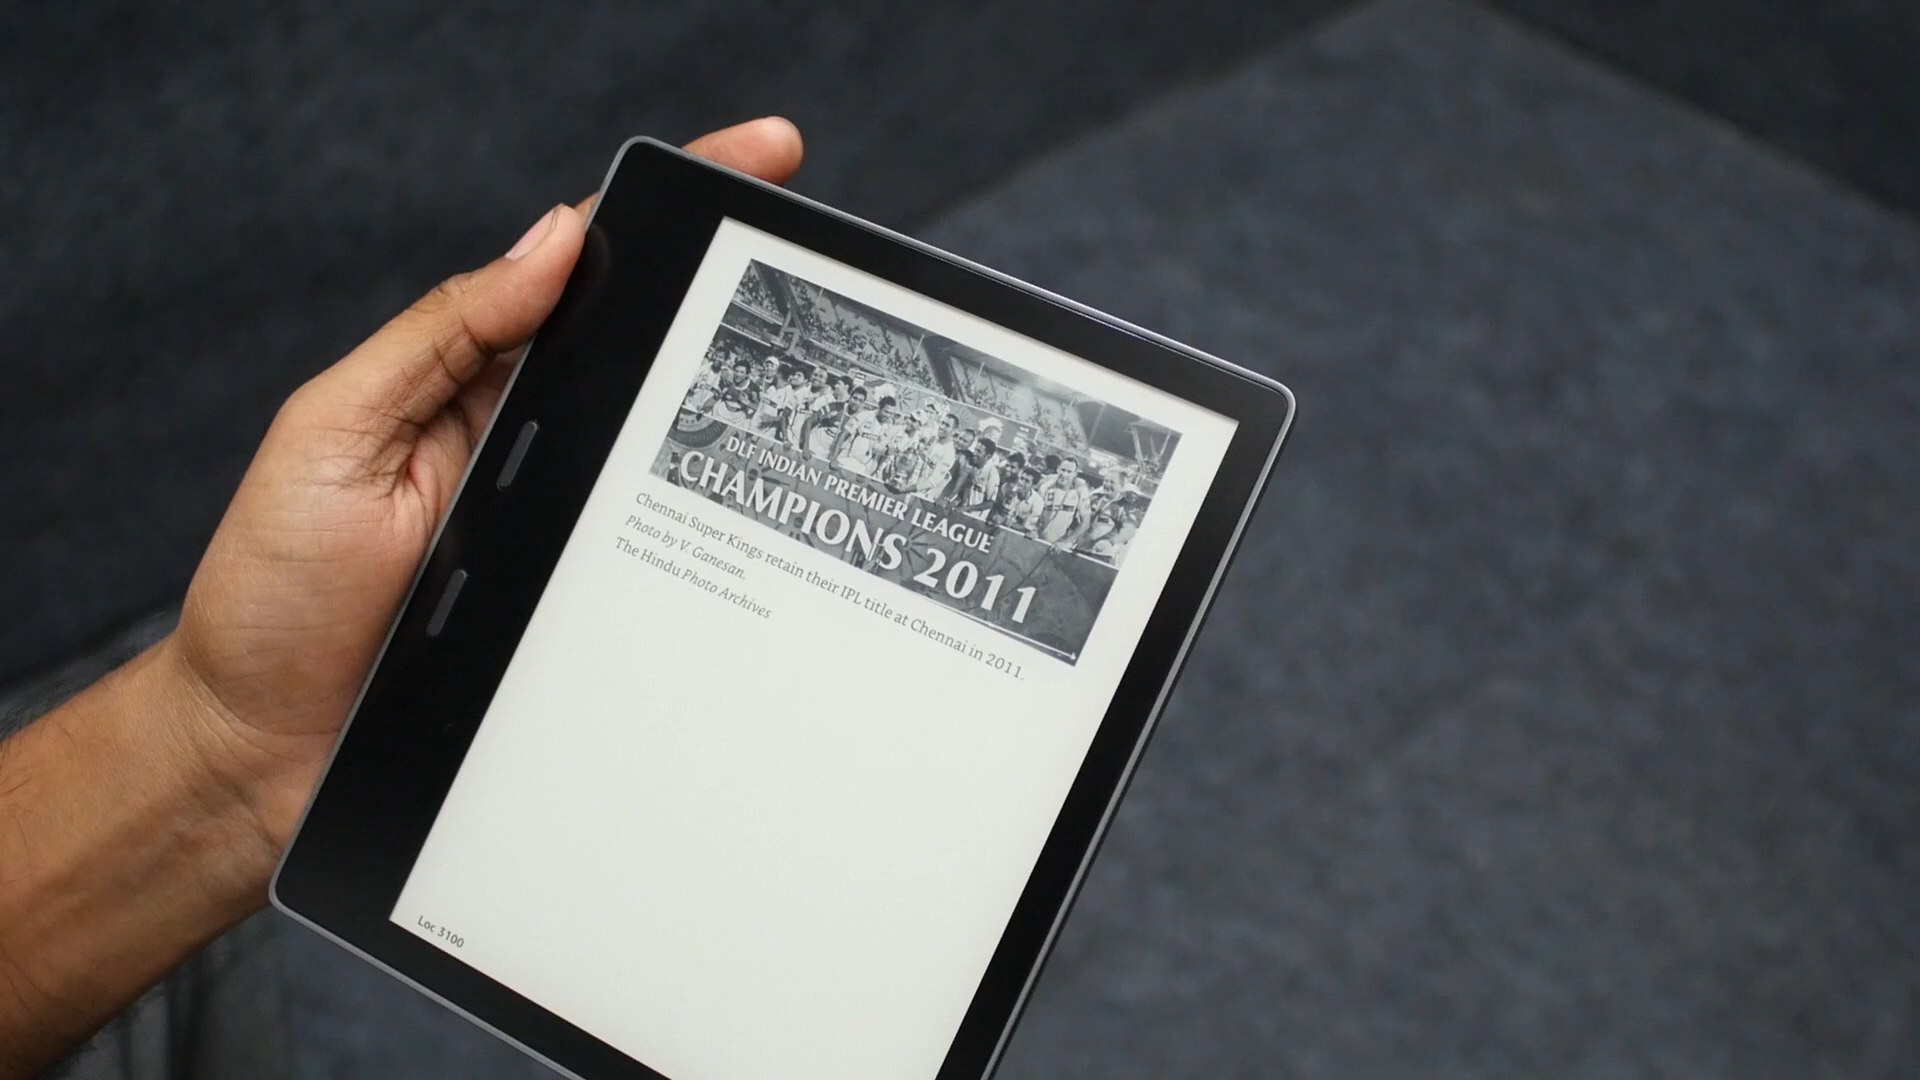 DLF INDIAN PREMIER LEAGUE
CHAMPIONS 2011
Chennai Super Kings retain their IPL title at Chennai in 2011.
Photo by V. Ganesan.
The Hindu Photo Archives
Loc 3100